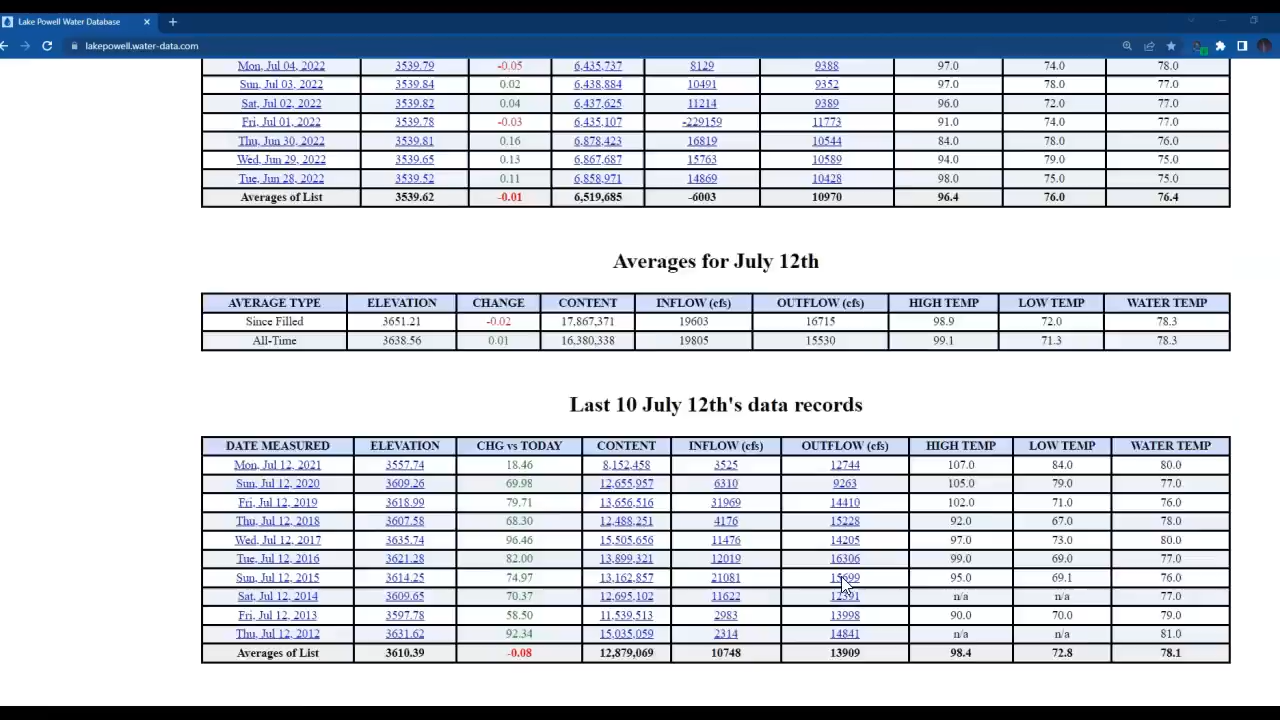 Lake Powell Water Database
lakepowell.water-data.com
Mon, Jul 04, 2022 3539.79 -0.05 6,435,737 8129 9388 97.0 74.0 78.0
Sun, Jul 03, 2022 3539.84 0.02 6,438,884 10491 9352 97.0 78.0 77.0
Sat, Jul 02, 2022 3539.82 0.04 6,437,625 11214 9389 96.0 72.0 77.0
Fri, Jul 01, 2022 3539.78 -0.03 6,435,107 -229159 11773 91.0 74.0 77.0
Thu, Jun 30, 2022 3539.81 0.16 6,878,423 16819 10544 84.0 78.0 76.0
Wed, Jun 29, 2022 3539.65 0.13 6,867,687 15763 10589 94.0 79.0 75.0
Tue, Jun 28, 2022 3539.52 0.11 6,858,971 14869 10428 98.0 75.0 75.0
Averages of List 3539.62 -0.01 6,519,685 -6003 10970 96.4 76.0 76.4
Averages for July 12th
AVERAGE TYPE ELEVATION CHANGE CONTENT INFLOW (cfs) OUTFLOW (cfs) HIGH TEMP LOW TEMP WATER TEMP
Since Filled 3651.21 -0.02 17,867,371 19603 16715 98.9 72.0 78.3
All-Time 3638.56 0.01 16,380,338 19805 15530 99.1 71.3 78.3
Last 10 July 12th's data records
DATE MEASURED ELEVATION CHG vs TODAY CONTENT INFLOW (cfs) OUTFLOW (cfs) HIGH TEMP LOW TEMP WATER TEMP
Mon, Jul 12, 2021 3557.74 18.46 8,152,458 3525 12744 107.0 84.0 80.0
Sun, Jul 12, 2020 3609.26 69.98 12,655,957 6310 9263 105.0 79.0 77.0
Fri, Jul 12, 2019 3618.99 79.71 13,656,516 31969 14410 102.0 71.0 76.0
Thu, Jul 12, 2018 3607.58 68.30 12,488,251 4176 15228 92.0 67.0 78.0
Wed, Jul 12, 2017 3635.74 96.46 15,505,656 11476 14205 97.0 73.0 80.0
Tue, Jul 12, 2016 3621.28 82.00 13,899,321 12019 16306 99.0 69.0 77.0
Sun, Jul 12, 2015 3614.25 74.97 13,162,857 21081 15699 95.0 69.1 76.0
Sat, Jul 12, 2014 3609.65 70.37 12,695,102 11622 12391 n/a n/a 77.0
Fri, Jul 12, 2013 3597.78 58.50 11,539,513 2983 13998 90.0 70.0 79.0
Thu, Jul 12, 2012 3631.62 92.34 15,035,059 2314 14841 n/a n/a 81.0
Averages of List 3610.39 -0.08 12,879,069 10748 13909 98.4 72.8 78.1